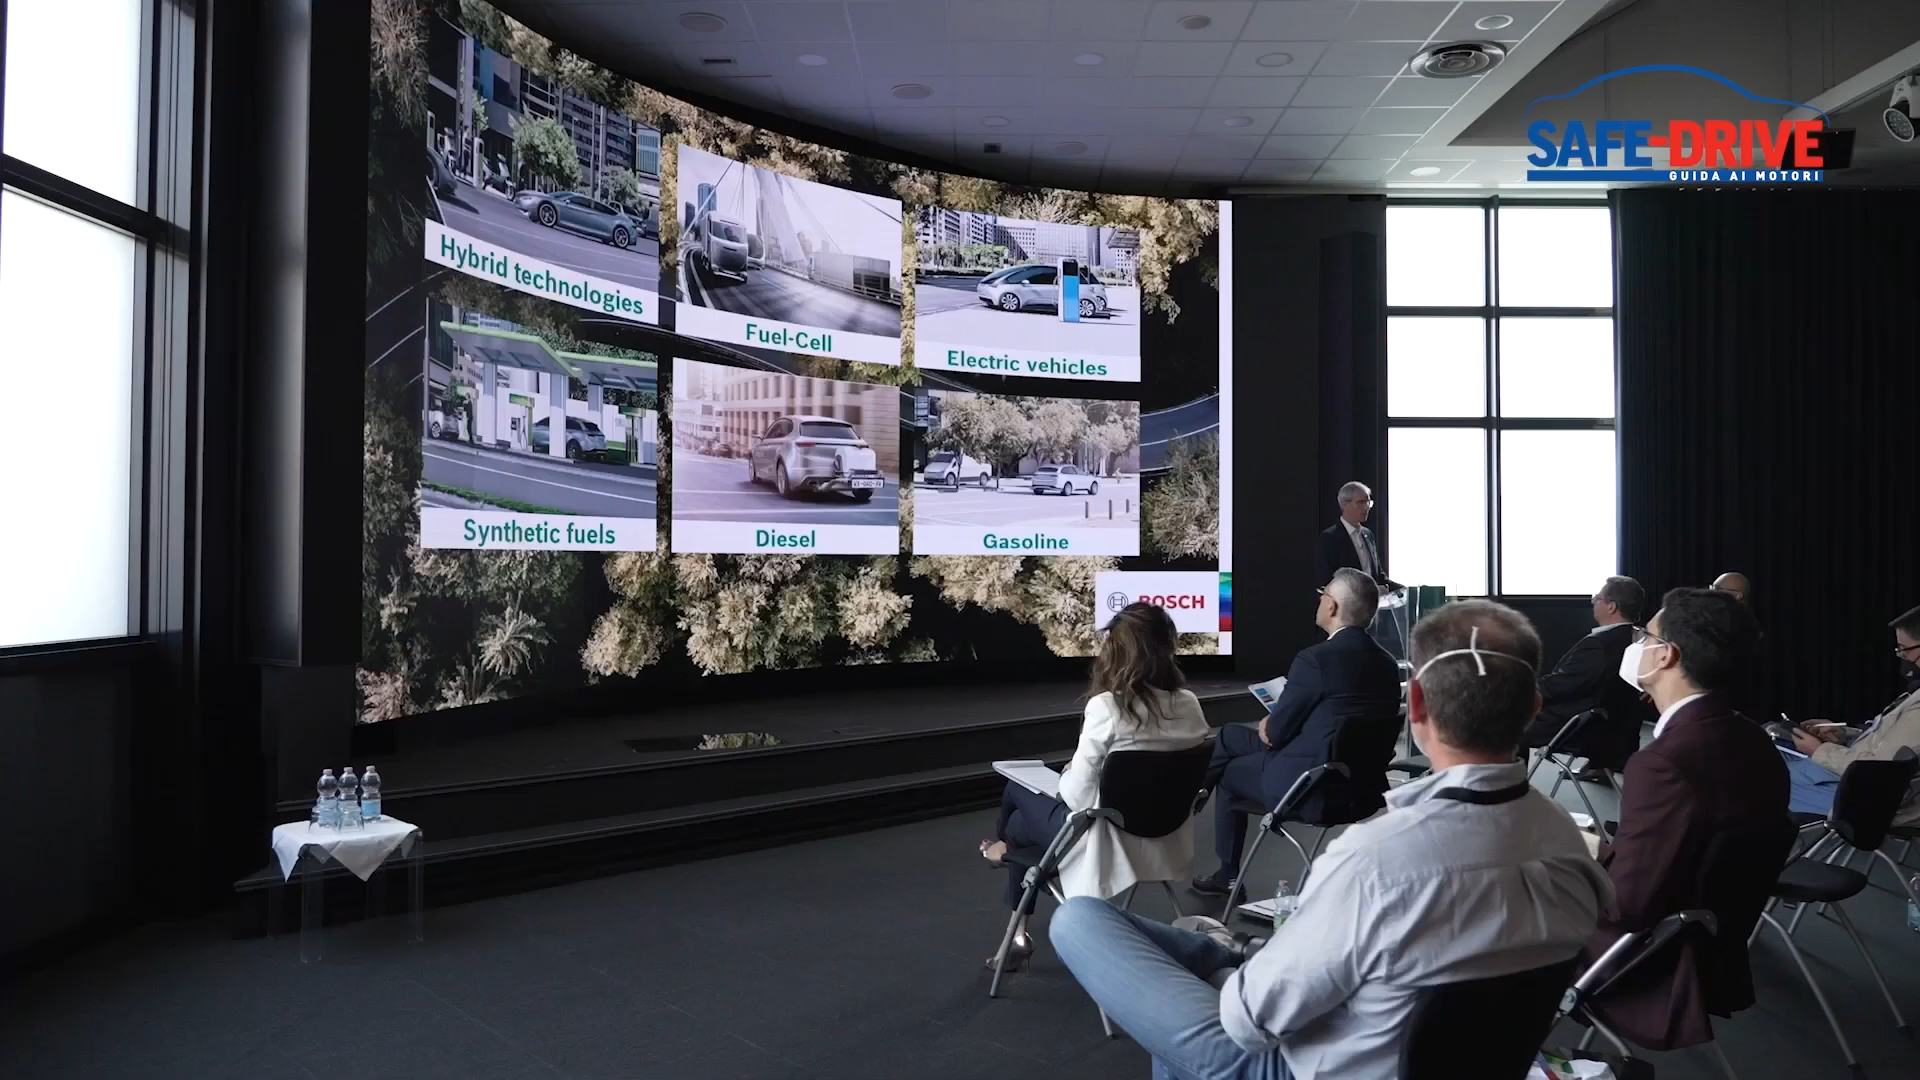 SAFE-DRIVE
GUIDA AI MOTORI
Hybrid technologies
Fuel-Cell
Electric vehicles
Synthetic fuels
Diesel
Gasoline
BOSCH